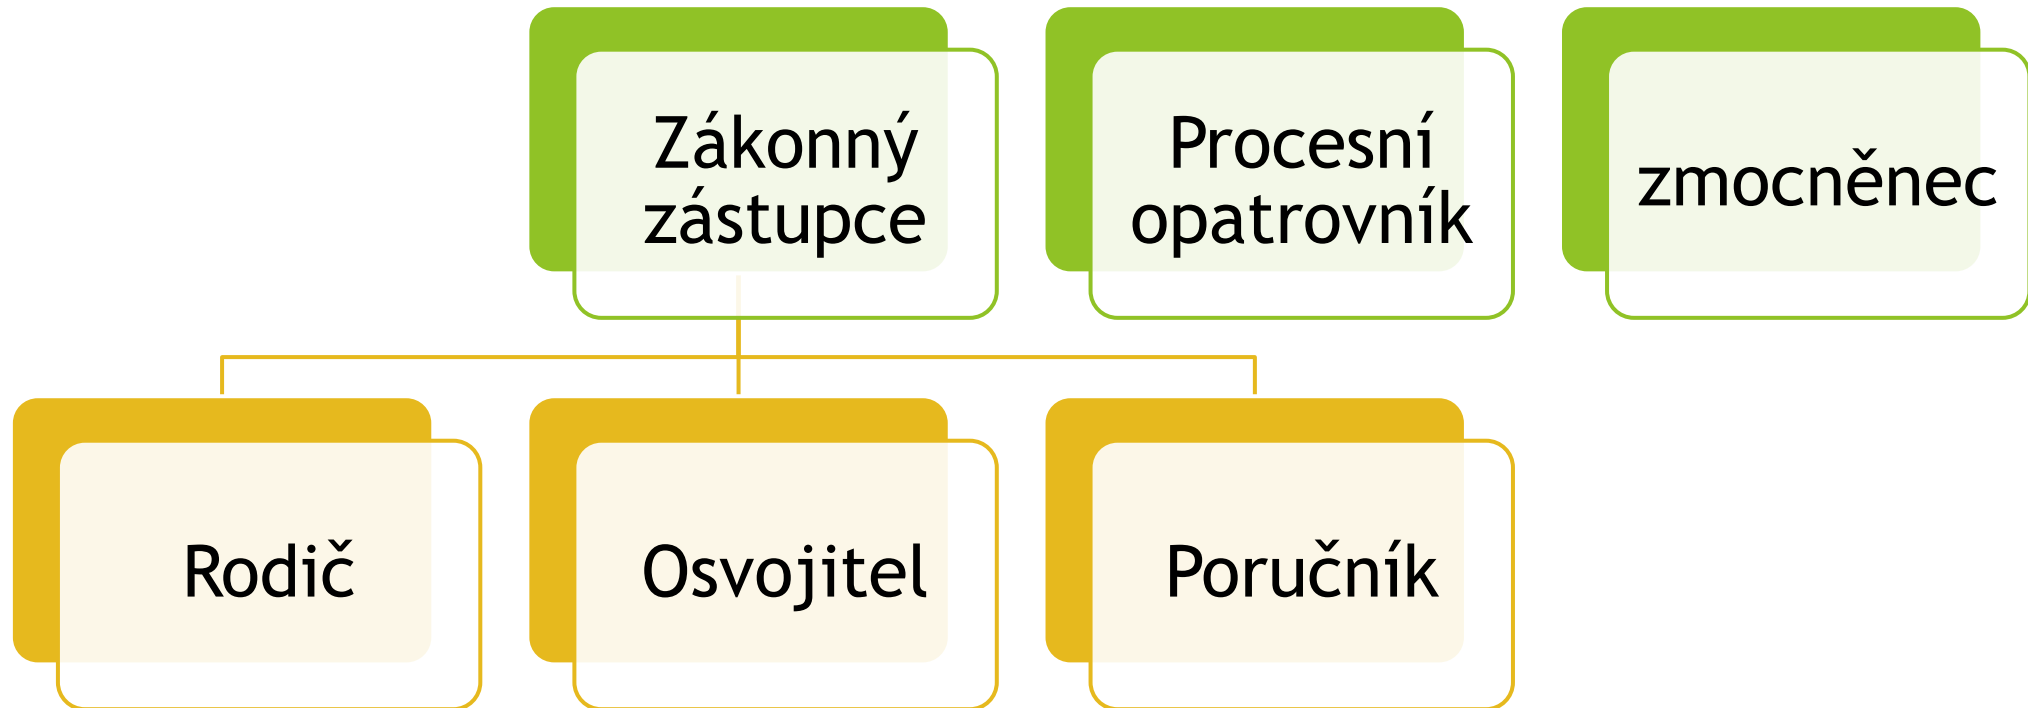 Zákonný
zástupce
Procesní
opatrovník
zmocněnec
Rodič
Osvojitel
Poručník